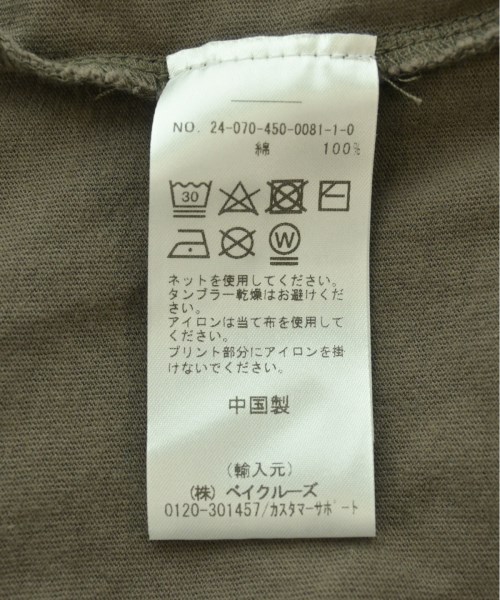 NO. 24-070-450-0081-1-0
綿 100%
30
W
ネットを使用してください。
タンブラー乾燥はお避けくだ
さい。
アイロンは当て布を使用して
ください。
プリント部分にアイロンを掛
けないでください。
中国製
(輸入元)
(株) ベイクルーズ
0120-301457/ｶｽﾀﾏｰｻﾎﾟｰﾄ